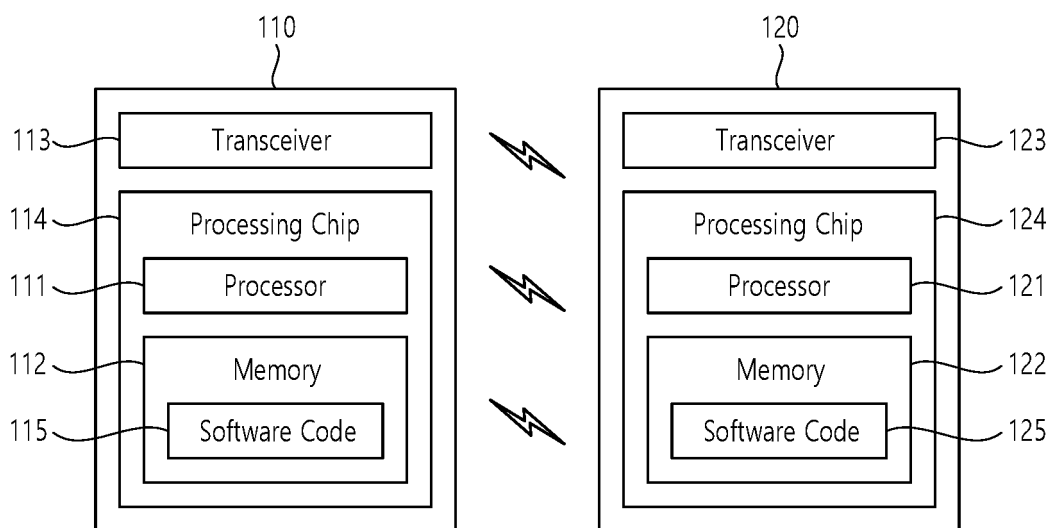 110
120
113
Transceiver
Transceiver
123
114
Processing Chip
Processing Chip
124
111
Processor
Processor
121
112
Memory
Memory
122
115
Software Code
Software Code
125